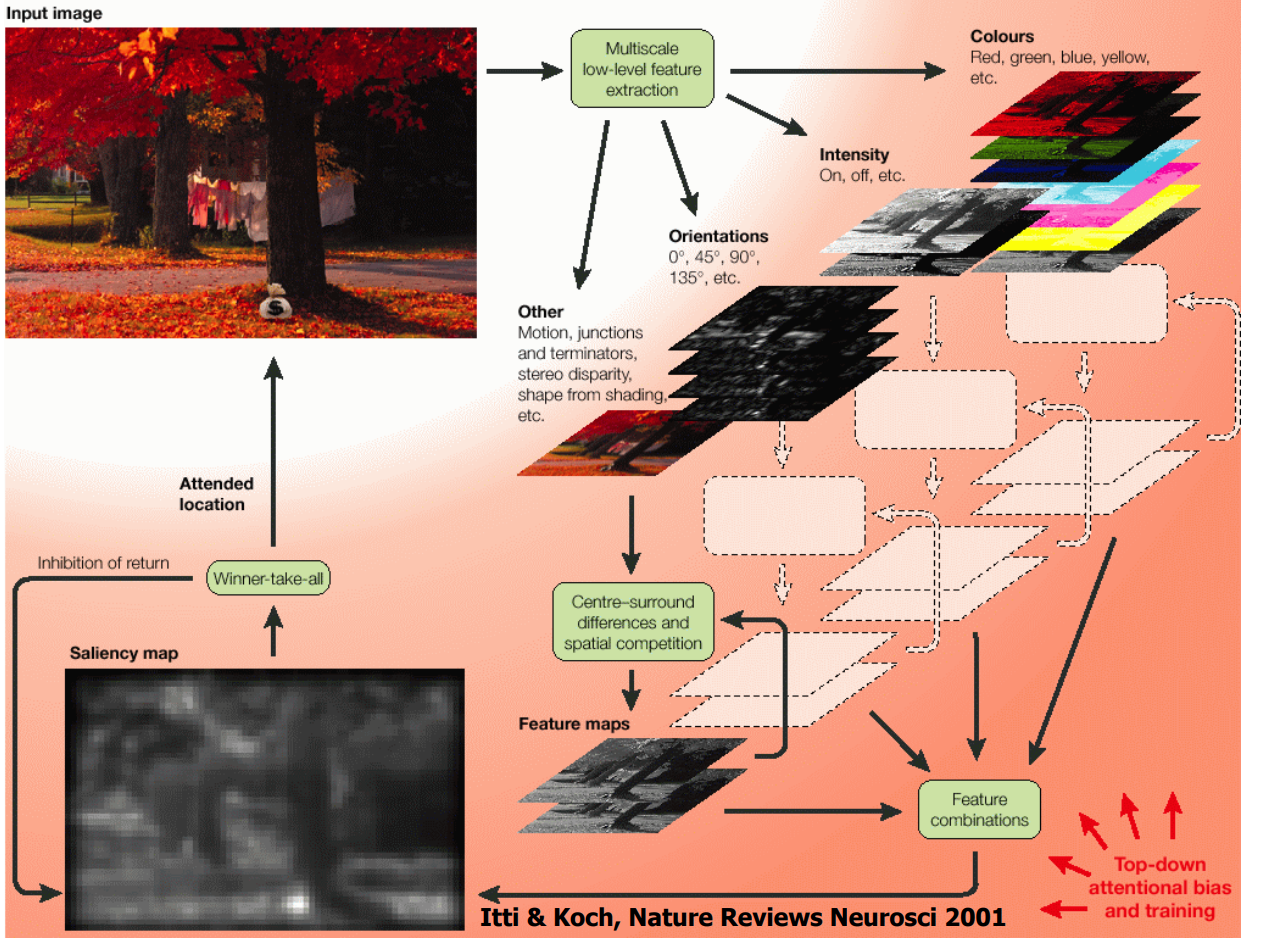 Input image
Multiscale
low-level feature
extraction
Colours
Red, green, blue, yellow,
etc.
Intensity
On, off, etc.
Orientations
0°, 45°, 90°,
135°, etc.
Other
Motion, junctions
and terminators,
stereo disparity,
shape from shading,
etc.
$
Attended
location
Inhibition of return
Winner-take-all
Centre–surround
differences and
spatial competition
Saliency map
Feature maps
Feature
combinations
Top-down
attentional bias
and training
Itti & Koch, Nature Reviews Neurosci 2001